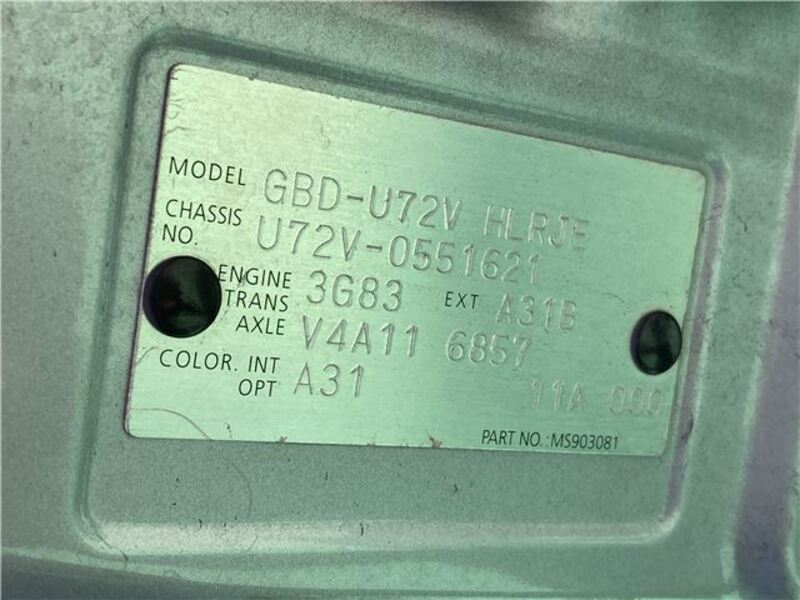 MODEL GBD-U72V HLRJE
CHASSIS NO. U72V-0551621
ENGINE 3G83 EXT A31B
TRANS AXLE V4A11 6857
COLOR. INT OPT A31 11A 000
PART NO.:MS903081